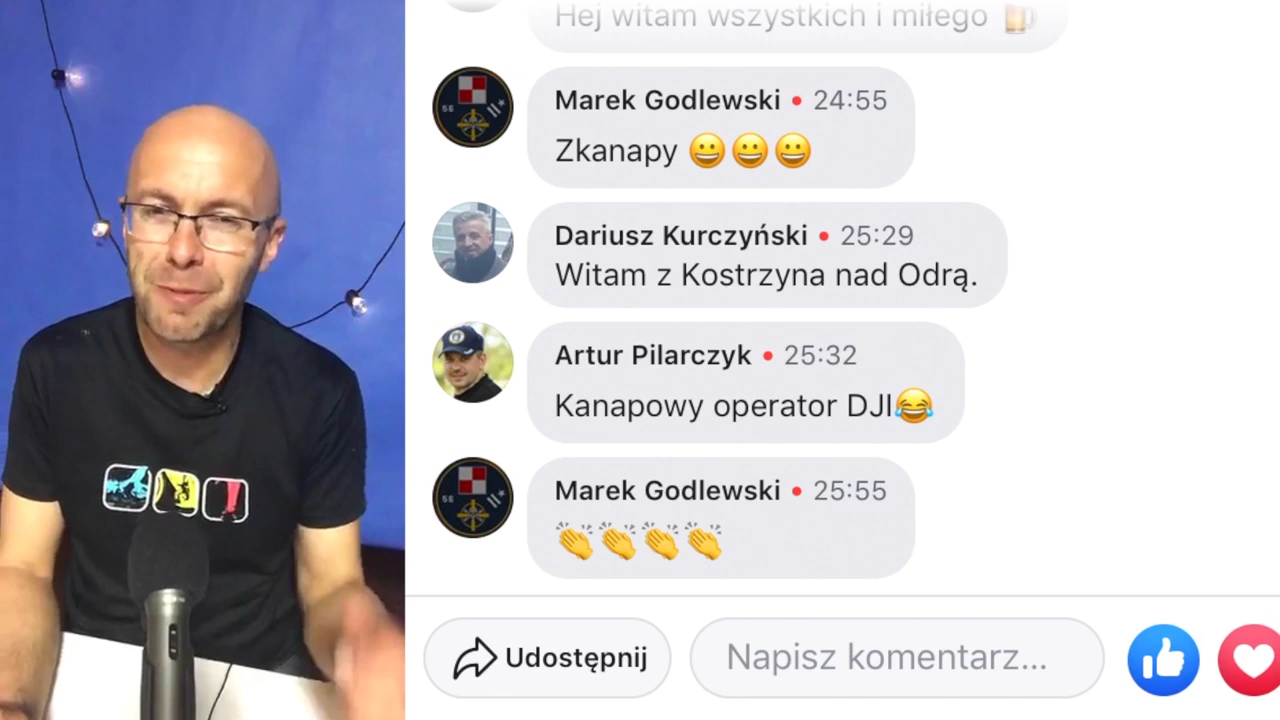 Hej witam wszystkich i miłego 🍺
Marek Godlewski • 24:55
Zkanapy 😀😀😀
Dariusz Kurczyński • 25:29
Witam z Kostrzyna nad Odrą.
Artur Pilarczyk • 25:32
Kanapowy operator DJI😂
Marek Godlewski • 25:55
👏👏👏👏
Udostępnij
Napisz komentarz...